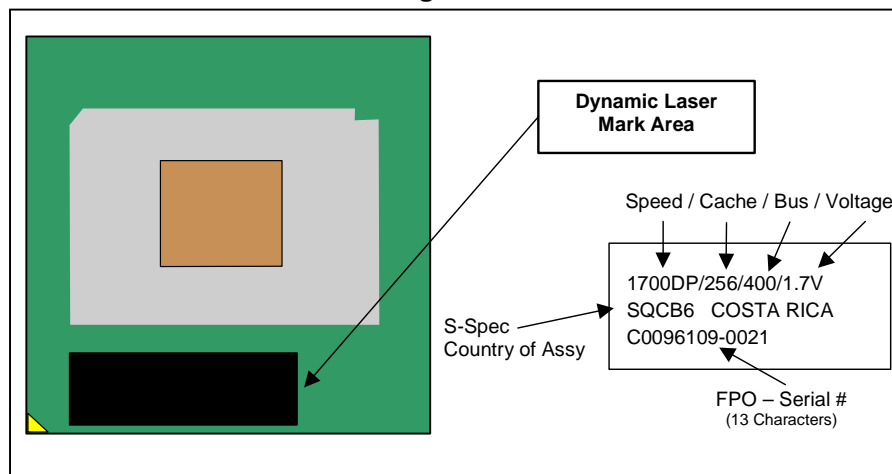 Dynamic Laser
Mark Area
Speed / Cache / Bus / Voltage
1700DP/256/400/1.7V
SQCB6 COSTA RICA
C0096109-0021
S-Spec
Country of Assy
FPO – Serial #
(13 Characters)